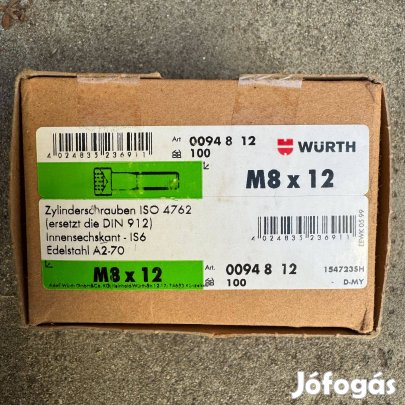 4 024835 236911
Art. 0094 8 12
100
WÜRTH
M8 x 12
Zylinderschrauben ISO 4762
(ersetzt die DIN 912)
Innensechskant - IS6
Edelstahl A2-70
4 024835 236911
M8 x 12
Art. 0094 8 12
100
1547235H
D-MY
Jófogás